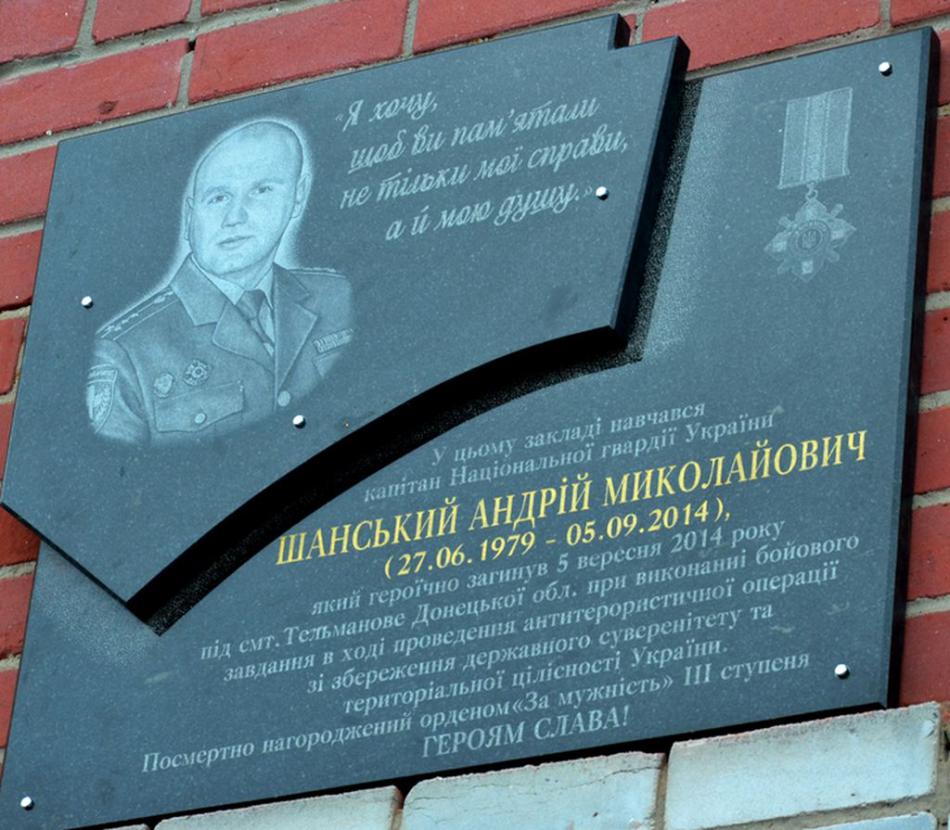 «Я хочу,
щоб ви пам'ятали
не тільки мої справи,
а й мою душу.»
У цьому закладі навчався
капітан Національної гвардії України
ШАНСЬКИЙ АНДРІЙ МИКОЛАЙОВИЧ
(27.06.1979 - 05.09.2014),
який героїчно загинув 5 вересня 2014 року
під смт. Тельманове Донецької обл. при виконанні бойового
завдання в ході проведення антитерористичної операції
зі збереження державного суверенітету та
територіальної цілісності України.
Посмертно нагороджений орденом «За мужність» III ступеня
ГЕРОЯМ СЛАВА!